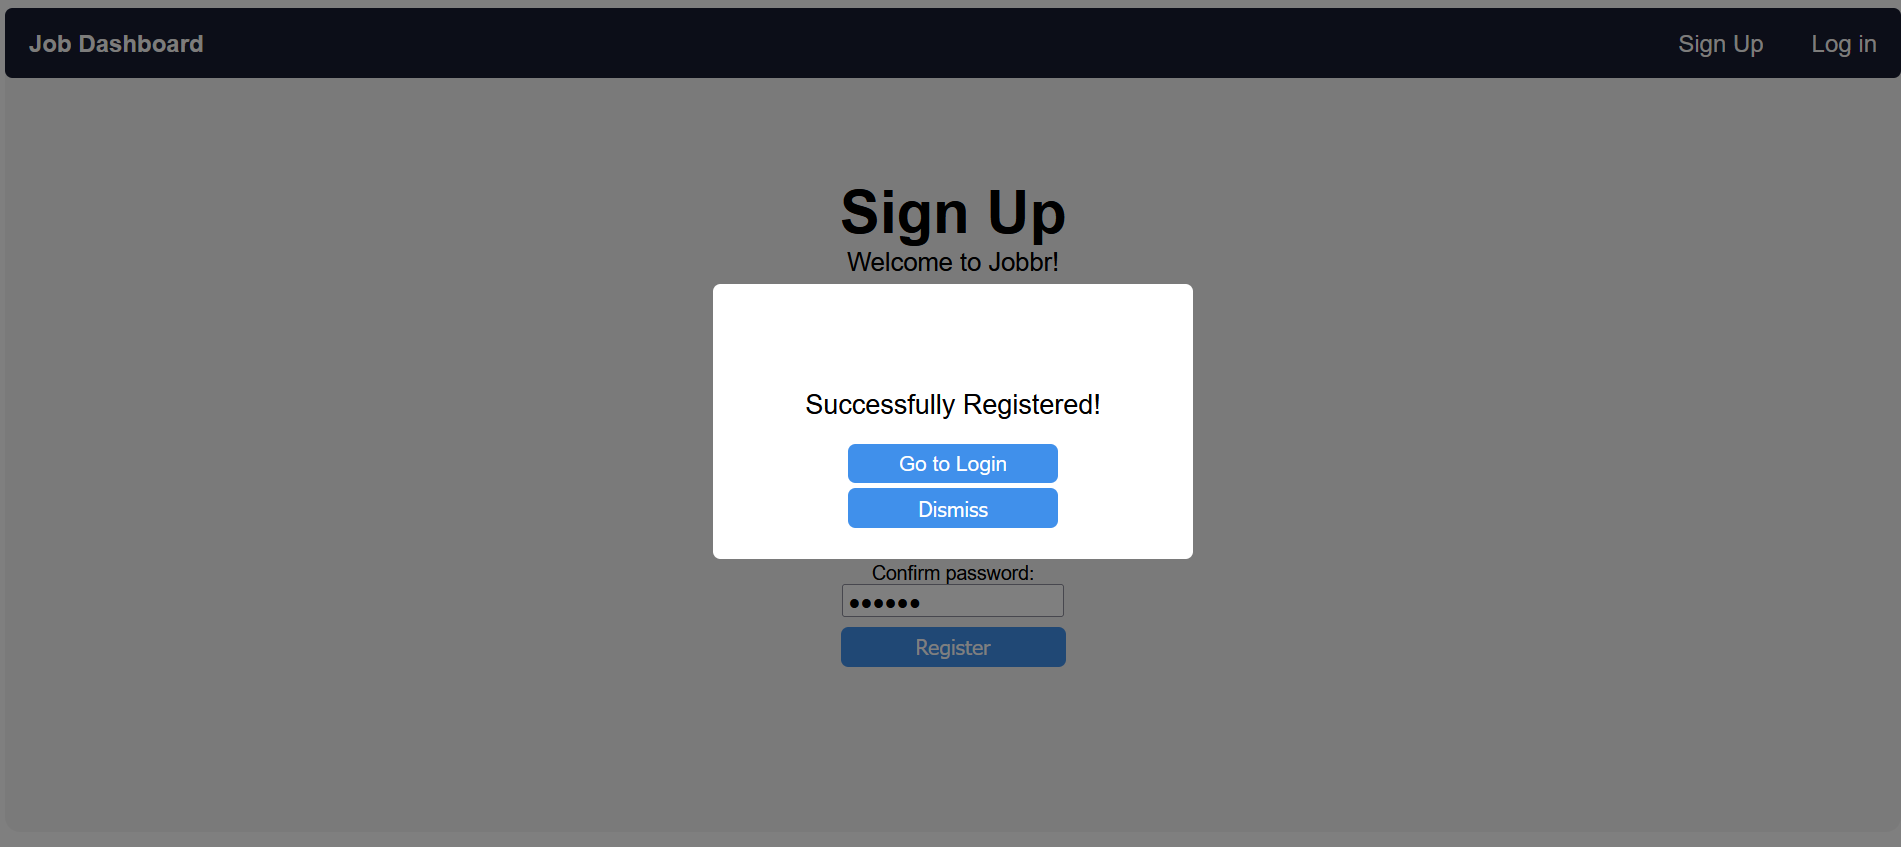 Job Dashboard
Sign Up
Log in
Sign Up
Welcome to Jobbr!
Successfully Registered!
Go to Login
Dismiss
Confirm password:
Register